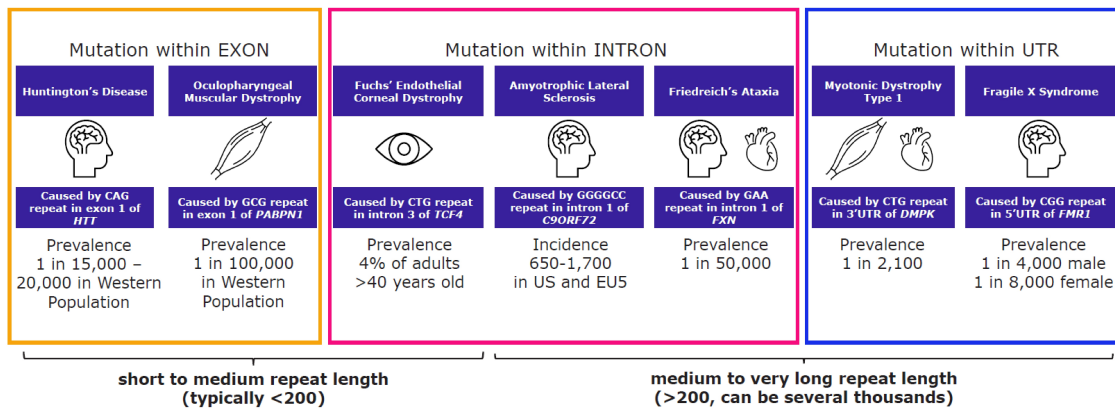 Mutation within EXON
Huntington's Disease
Oculopharyngeal
Muscular Dystrophy
Caused by CAG
repeat in exon 1 of
HTT
Caused by GCG repeat
in exon 1 of PABPN1
Prevalence
1 in 15,000 –
20,000 in Western
Population
Prevalence
1 in 100,000
in Western
Population
Mutation within INTRON
Fuchs' Endothelial
Corneal Dystrophy
Amyotrophic Lateral
Sclerosis
Friedreich's Ataxia
Caused by CTG repeat
in intron 3 of TCF4
Caused by GGGGCC
repeat in intron 1 of
C9ORF72
Caused by GAA
repeat in intron 1 of
FXN
Prevalence
4% of adults
>40 years old
Incidence
650-1,700
in US and EU5
Prevalence
1 in 50,000
Mutation within UTR
Myotonic Dystrophy
Type 1
Fragile X Syndrome
Caused by CTG repeat
in 3'UTR of DMPK
Caused by CGG repeat
in 5'UTR of FMR1
Prevalence
1 in 2,100
Prevalence
1 in 4,000 male
1 in 8,000 female
short to medium repeat length
(typically <200)
medium to very long repeat length
(>200, can be several thousands)